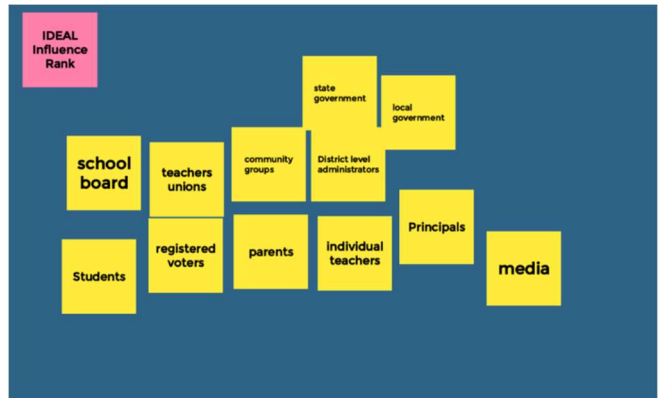 IDEAL
Influence
Rank
state
government
local
government
school
board
teachers
unions
community
groups
District level
administrators
Principals
Students
registered
voters
parents
individual
teachers
media